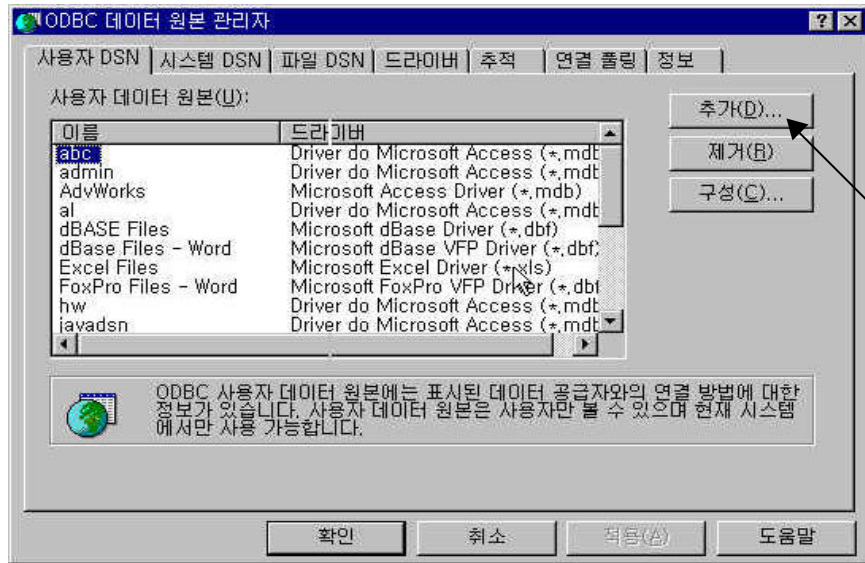 ODBC 데이터 원본 관리자
사용자 DSN 시스템 DSN 파일 DSN 드라이버 추적 연결 풀링 정보
사용자 데이터 원본(U):
추가(D)...
이름 드라이버
abc Driver do Microsoft Access (*.mdb
제거(R)
admin Driver do Microsoft Access (*.mdb
AdvWorks Microsoft Access Driver (*.mdb)
구성(C)...
al Driver do Microsoft Access (*.mdb
dBASE Files Microsoft dBase Driver (*.dbf)
dBase Files - Word Microsoft dBase VFP Driver (*.dbf)
Excel Files Microsoft Excel Driver (*.xls)
FoxPro Files - Word Microsoft FoxPro VFP Driver (*.dbf
hw Driver do Microsoft Access (*.mdb
javadsn Driver do Microsoft Access (*.mdb
ODBC 사용자 데이터 원본에는 표시된 데이터 공급자와의 연결 방법에 대한
정보가 있습니다. 사용자 데이터 원본은 사용자만 볼 수 있으며 현재 시스템
에서만 사용 가능합니다.
확인 취소 적용(A) 도움말